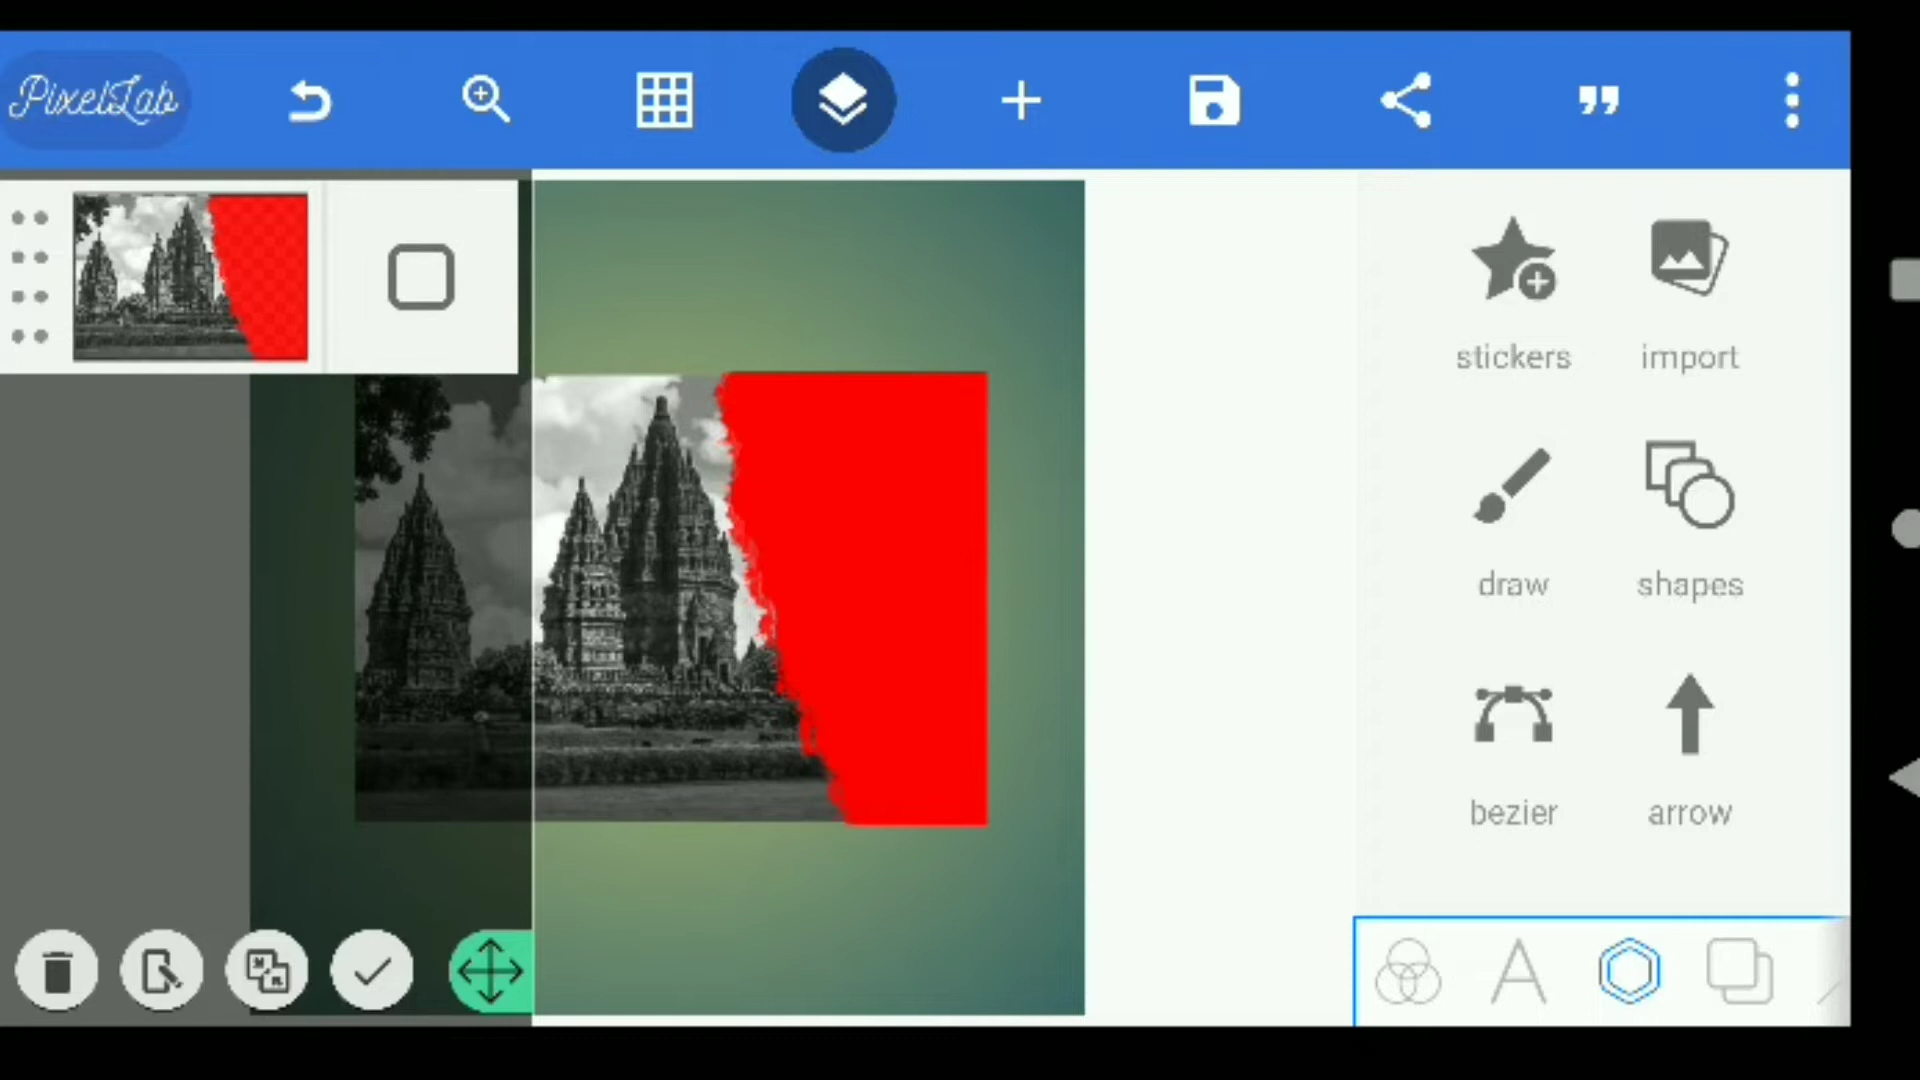 PixelLab
stickers
import
draw
shapes
bezier
arrow